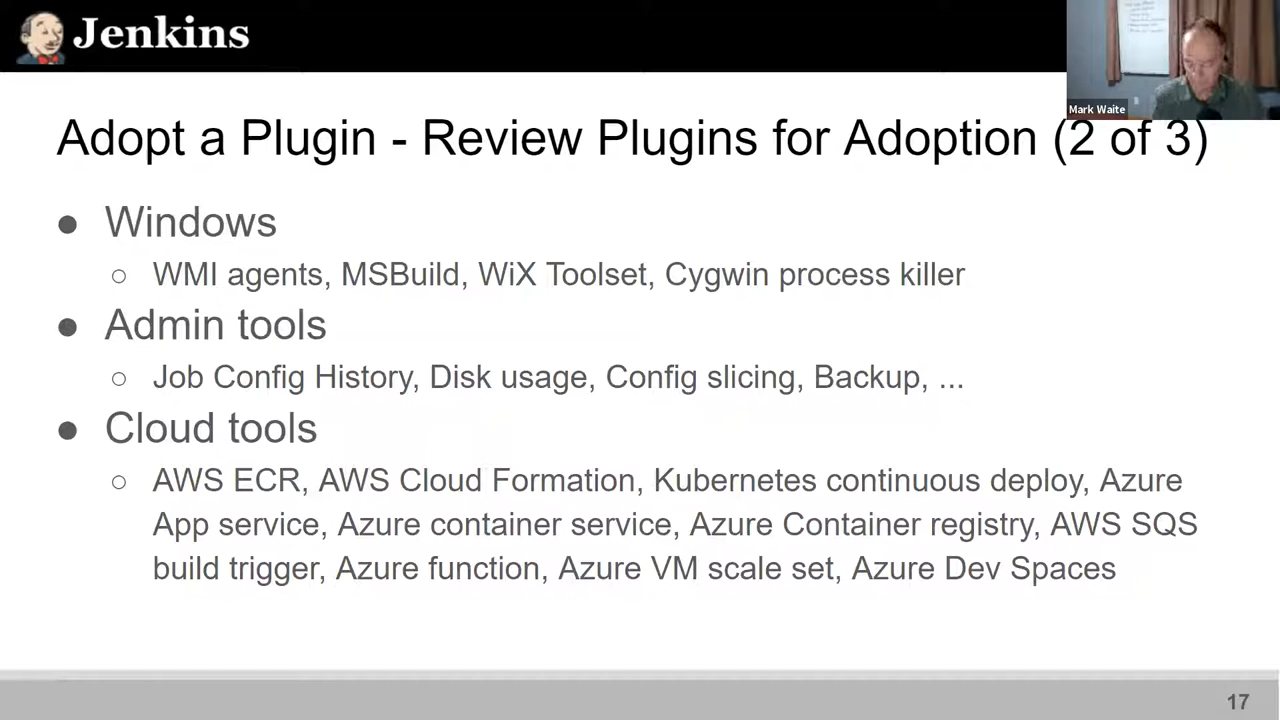 Jenkins
Mark Waite
Adopt a Plugin - Review Plugins for Adoption (2 of 3)
● Windows
○ WMI agents, MSBuild, WiX Toolset, Cygwin process killer
● Admin tools
○ Job Config History, Disk usage, Config slicing, Backup, ...
● Cloud tools
○ AWS ECR, AWS Cloud Formation, Kubernetes continuous deploy, Azure
App service, Azure container service, Azure Container registry, AWS SQS
build trigger, Azure function, Azure VM scale set, Azure Dev Spaces
17